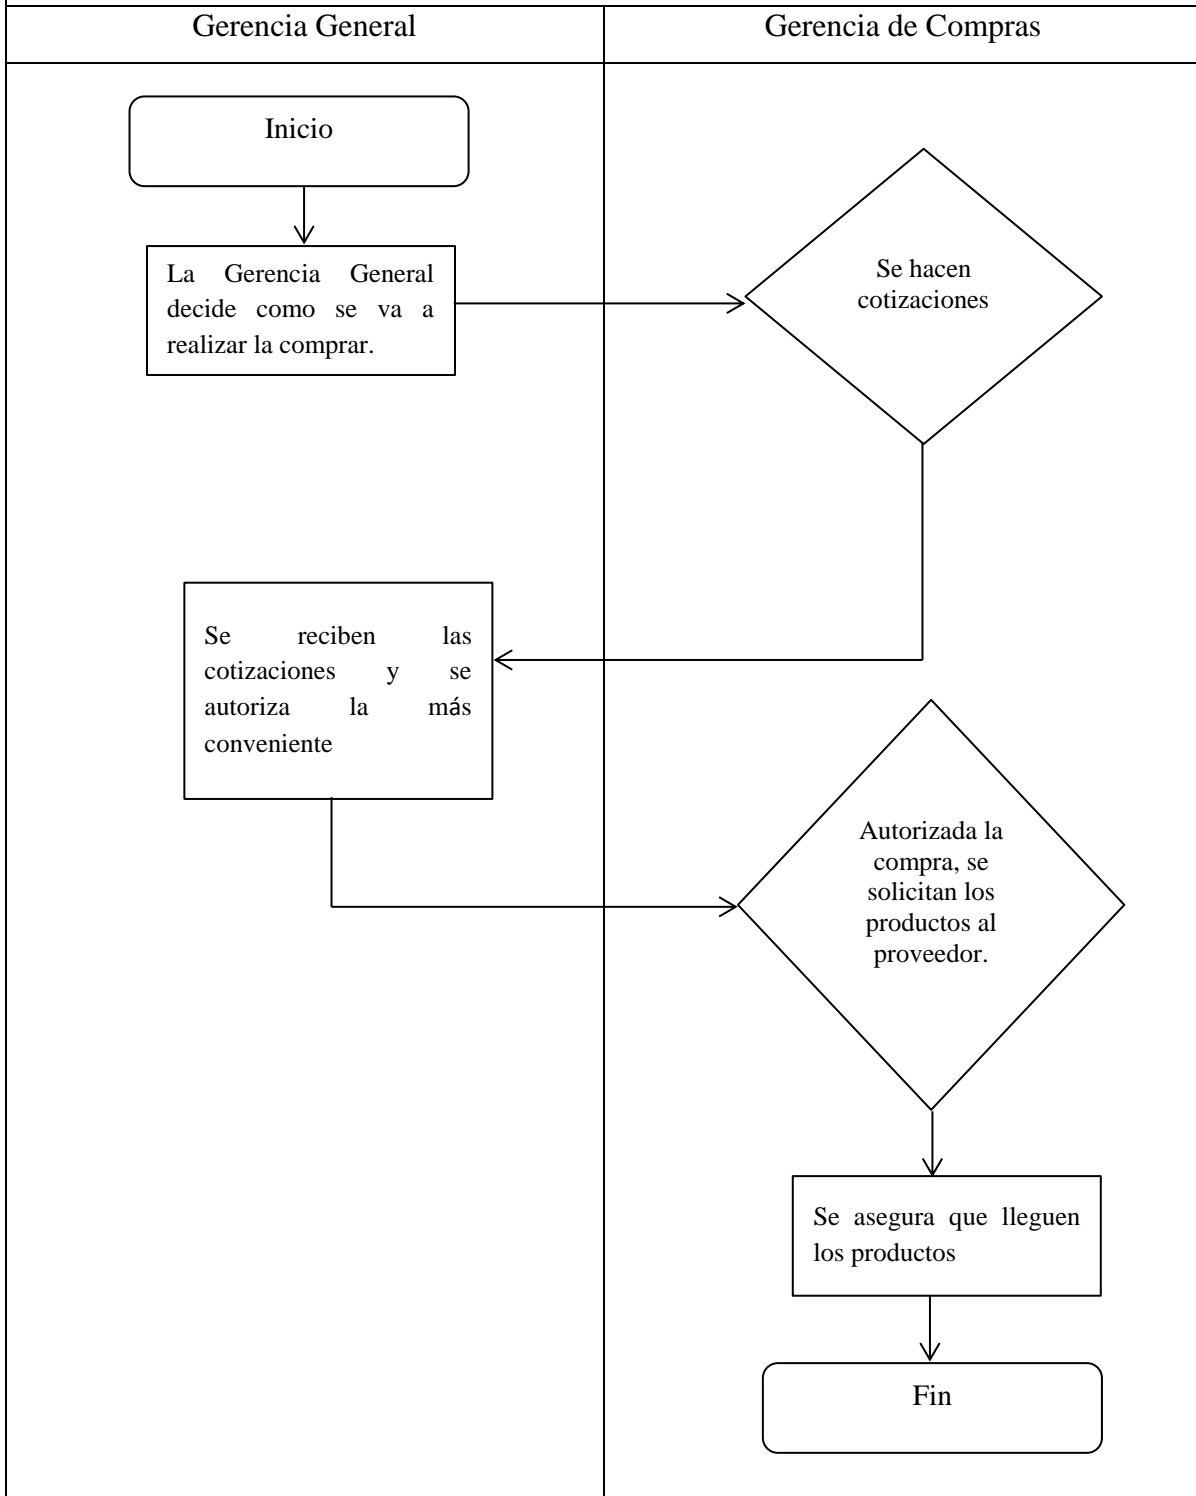 Gerencia General
Gerencia de Compras
Inicio
La Gerencia General
decide como se va a
realizar la comprar.
Se hacen
cotizaciones
Se reciben las
cotizaciones y se
autoriza la más
conveniente
Autorizada la
compra, se
solicitan los
productos al
proveedor.
Se asegura que lleguen
los productos
Fin